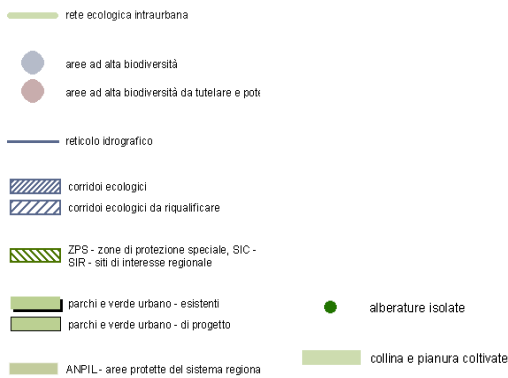 rete ecologica intraurbana
aree ad alta biodiversità
aree ad alta biodiversità da tutelare e pote
reticolo idrografico
corridoi ecologici
corridoi ecologici da riqualificare
ZPS - zone di protezione speciale, SIC -
SIR - siti di interesse regionale
parchi e verde urbano - esistenti
parchi e verde urbano - di progetto
ANPIL - aree protette del sistema regiona
alberature isolate
collina e pianura coltivate